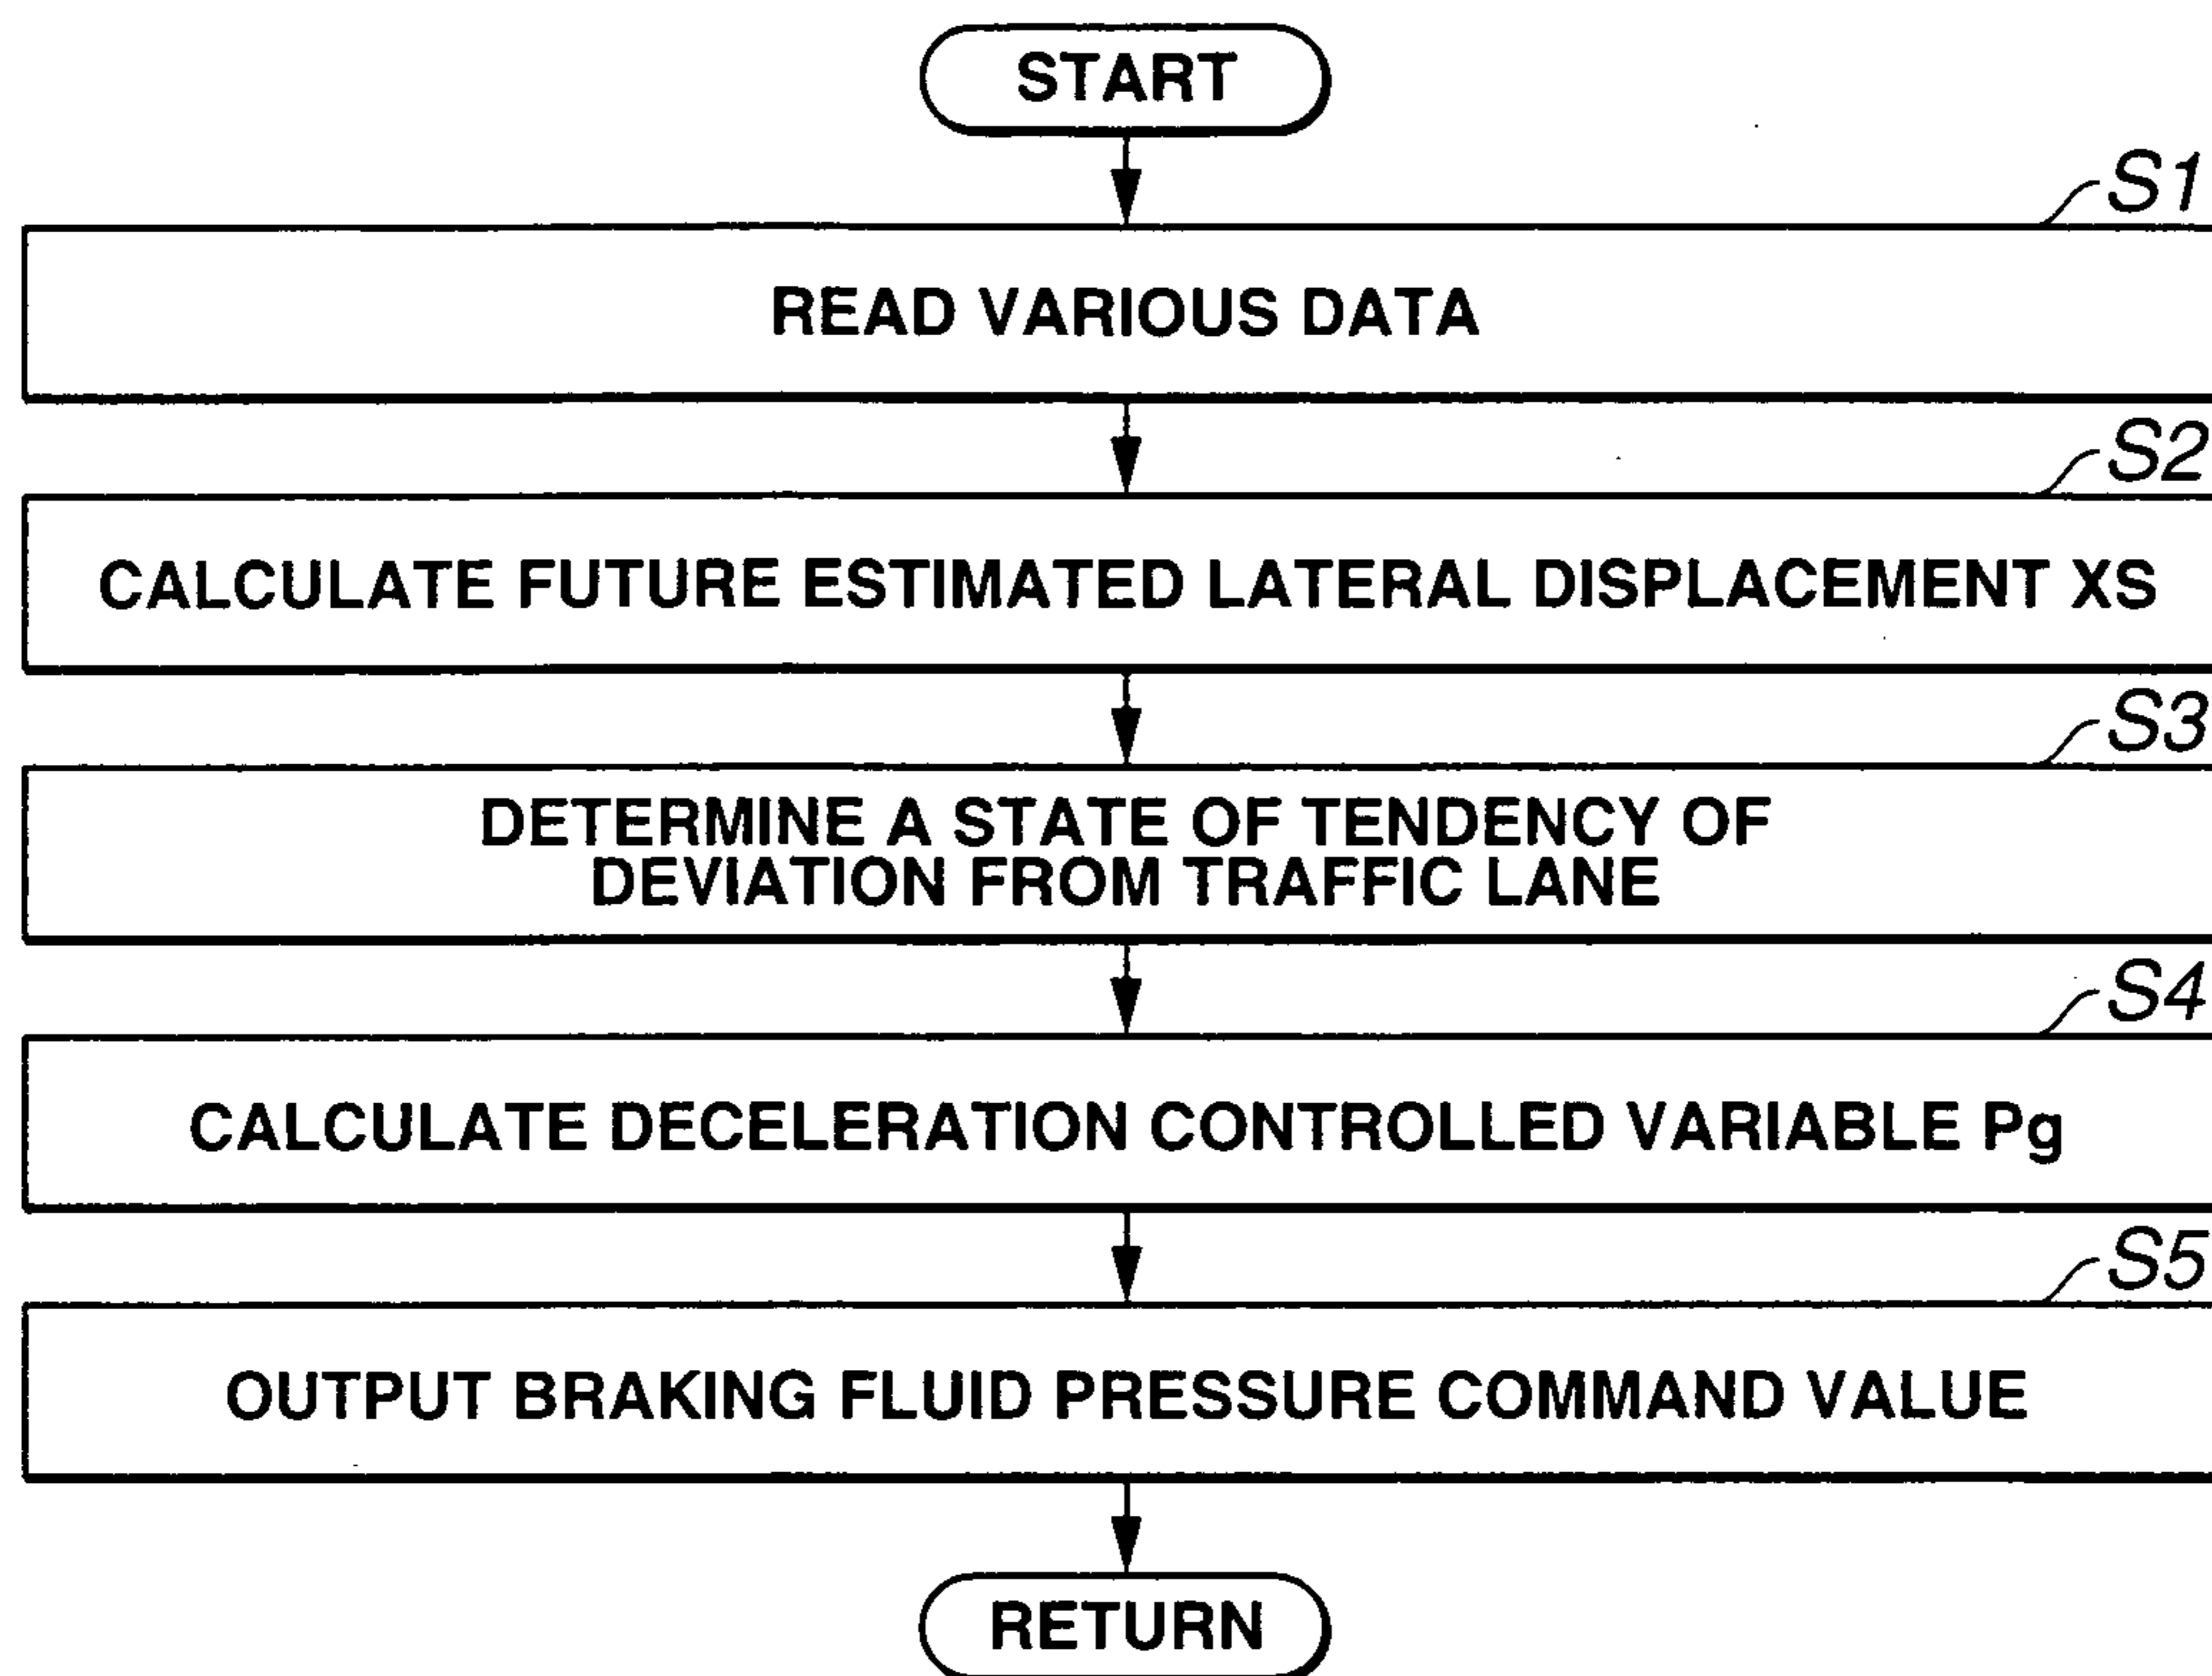 START
S1
READ VARIOUS DATA
S2
CALCULATE FUTURE ESTIMATED LATERAL DISPLACEMENT XS
S3
DETERMINE A STATE OF TENDENCY OF
DEVIATION FROM TRAFFIC LANE
S4
CALCULATE DECELERATION CONTROLLED VARIABLE Pg
S5
OUTPUT BRAKING FLUID PRESSURE COMMAND VALUE
RETURN